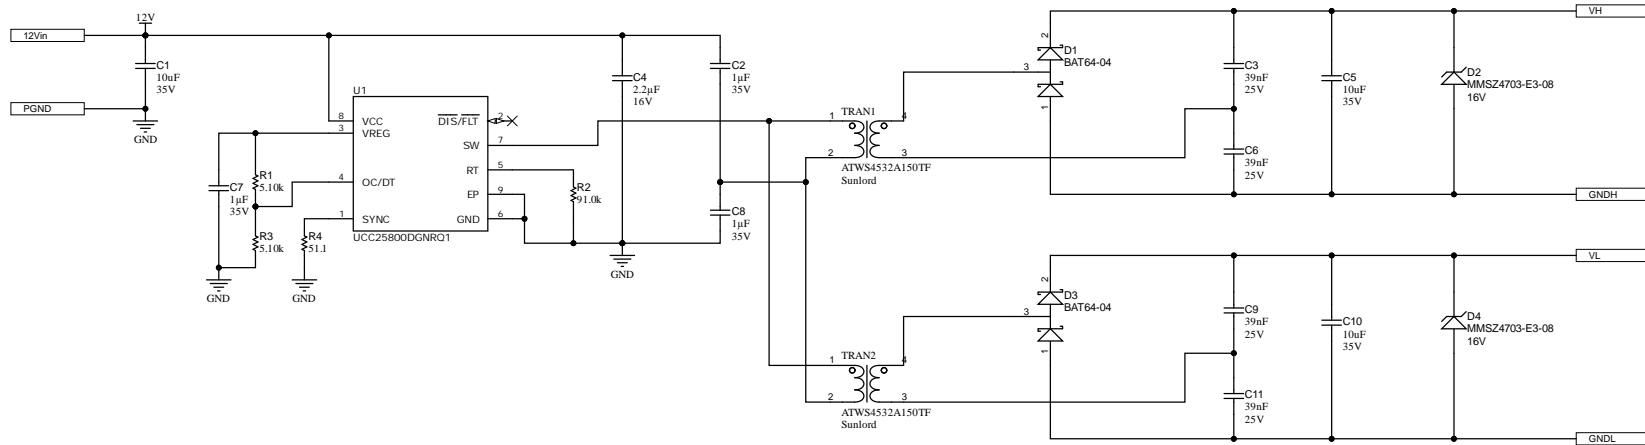 12V
12Vin
C1
10uF
35V
PGND
GND
U1
8
VCC
3
VREG
4
OC/DT
1
SYNC
DIS/FLT
2
SW
7
RT
5
EP
9
GND
6
UCC25800DGNRQ1
C7
1µF
35V
R1
5.10k
R3
5.10k
R4
51.1
GND
GND
R2
91.0k
C4
2.2µF
16V
GND
C2
1µF
35V
C8
1µF
35V
TRAN1
1
4
2
3
ATWS4532A150TF
Sunlord
2
D1
BAT64-04
3
1
C3
39nF
25V
C6
39nF
25V
C5
10uF
35V
D2
MMSZ4703-E3-08
16V
VH
GNDH
TRAN2
1
4
2
3
ATWS4532A150TF
Sunlord
2
D3
BAT64-04
3
1
C9
39nF
25V
C11
39nF
25V
C10
10uF
35V
D4
MMSZ4703-E3-08
16V
VL
GNDL